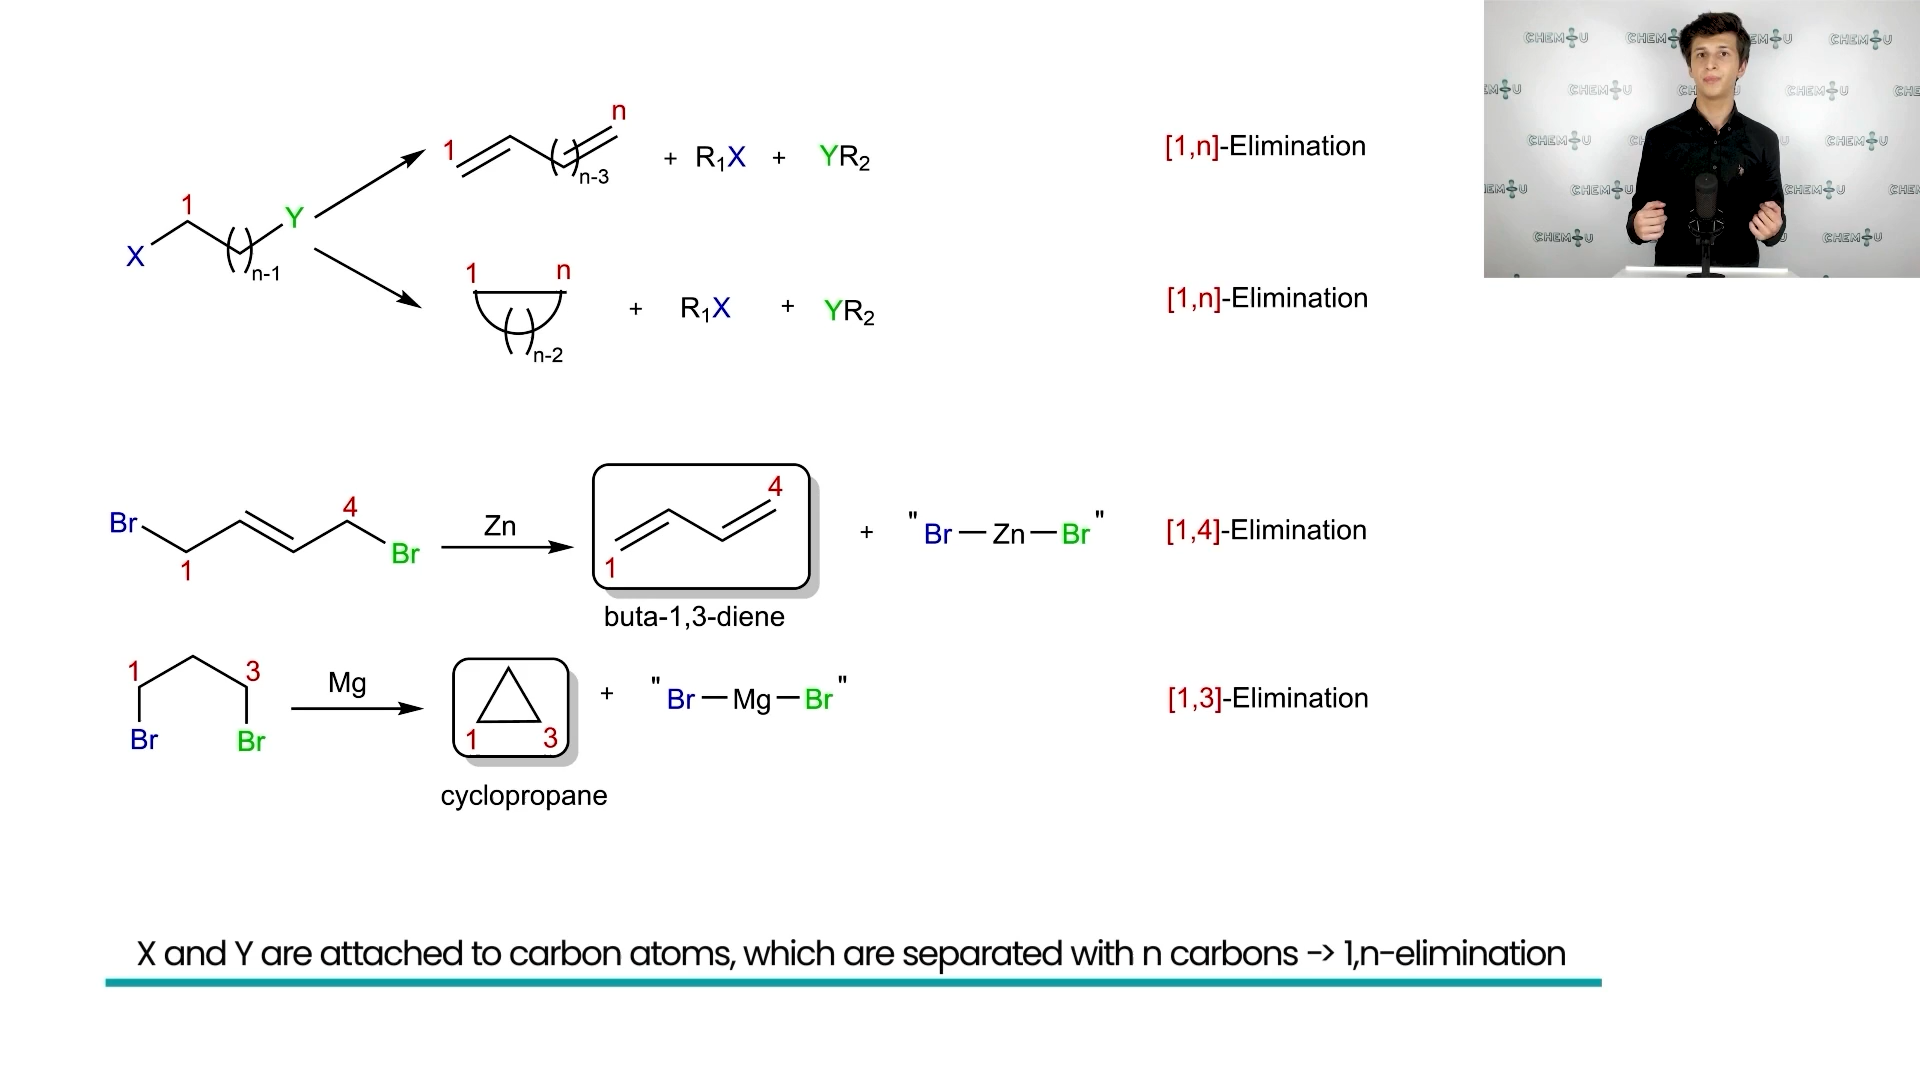 1 n
n-3 + R₁X + YR₂ [1,n]-Elimination
X 1 n-1 Y
1 n
n-2 + R₁X + YR₂ [1,n]-Elimination
Br 1 4 Br Zn 1 4 + "Br—Zn—Br" [1,4]-Elimination
buta-1,3-diene
1 3 Br Br Mg 1 3 + "Br—Mg—Br" [1,3]-Elimination
cyclopropane
X and Y are attached to carbon atoms, which are separated with n carbons -> 1,n-elimination
CHEM U